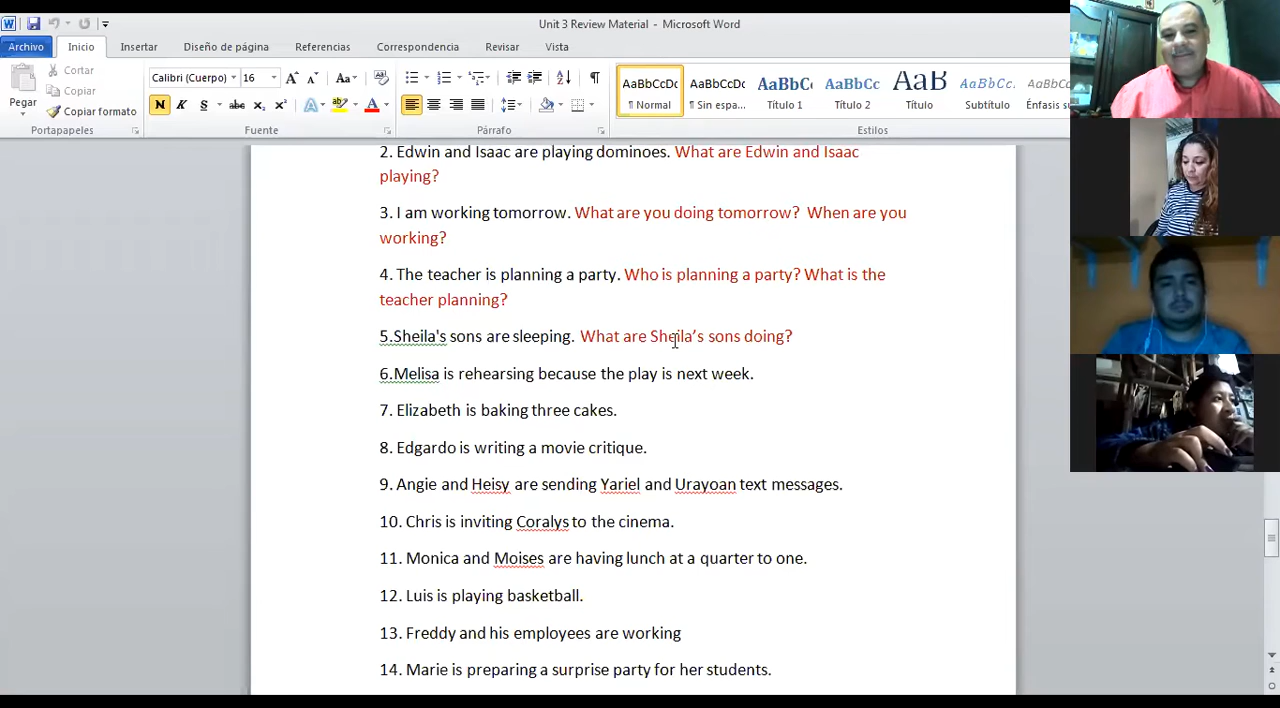 Unit 3 Review Material - Microsoft Word
Archivo Inicio Insertar Diseño de página Referencias Correspondencia Revisar Vista
Pegar
Cortar
Copiar
Copiar formato
Portapapeles
Calibri (Cuerpo) 16
N K S abc x₂ x² A A
Fuente
Párrafo
AaBbCcDc AaBbCcDc AaBbC AaBbCc AaB AaBbCc. AaBbCc
¶ Normal ¶ Sin espa... Título 1 Título 2 Título Subtítulo Énfasis su
Estilos
2. Edwin and Isaac are playing dominoes. What are Edwin and Isaac
playing?
3. I am working tomorrow. What are you doing tomorrow? When are you
working?
4. The teacher is planning a party. Who is planning a party? What is the
teacher planning?
5.Sheila's sons are sleeping. What are Sheila’s sons doing?
6.Melisa is rehearsing because the play is next week.
7. Elizabeth is baking three cakes.
8. Edgardo is writing a movie critique.
9. Angie and Heisy are sending Yariel and Urayoan text messages.
10. Chris is inviting Coralys to the cinema.
11. Monica and Moises are having lunch at a quarter to one.
12. Luis is playing basketball.
13. Freddy and his employees are working
14. Marie is preparing a surprise party for her students.